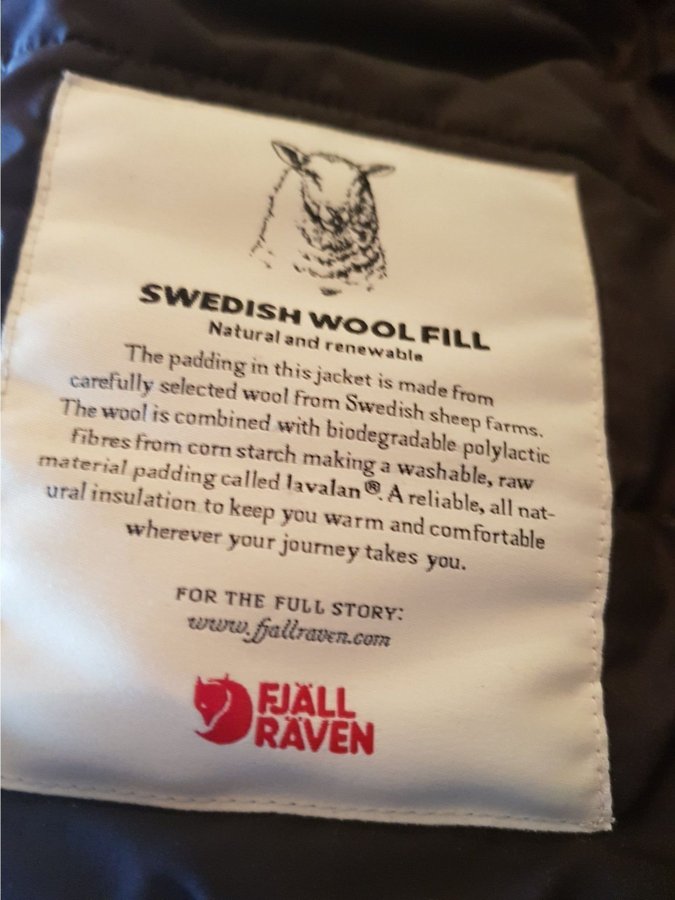 SWEDISH WOOL FILL
Natural and renewable
The padding in this jacket is made from
carefully selected wool from Swedish sheep farms.
The wool is combined with biodegradable polylactic
fibres from corn starch making a washable, raw
material padding called lavalan®. A reliable, all nat-
ural insulation to keep you warm and comfortable
wherever your journey takes you.
FOR THE FULL STORY:
www.fjallraven.com
FJÄLL
RÄVEN